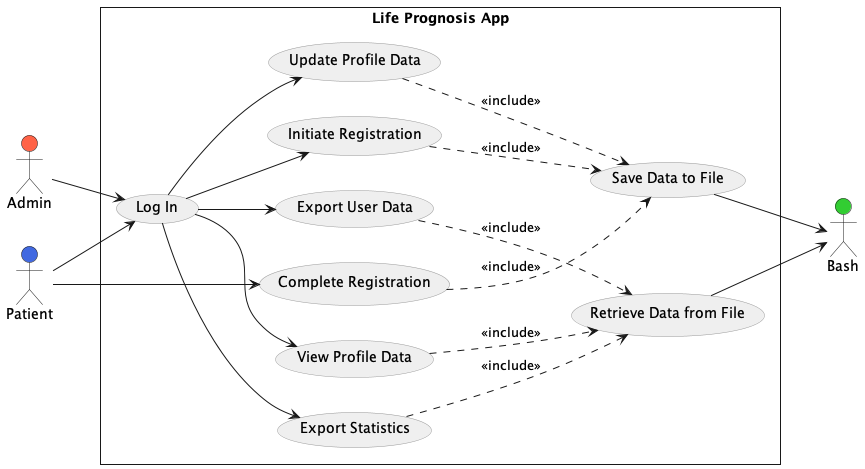 Life Prognosis App
Update Profile Data
«include»
Initiate Registration
«include»
Admin
Log In
Export User Data
Save Data to File
«include»
Patient
Complete Registration
«include»
Bash
Retrieve Data from File
View Profile Data
«include»
«include»
Export Statistics